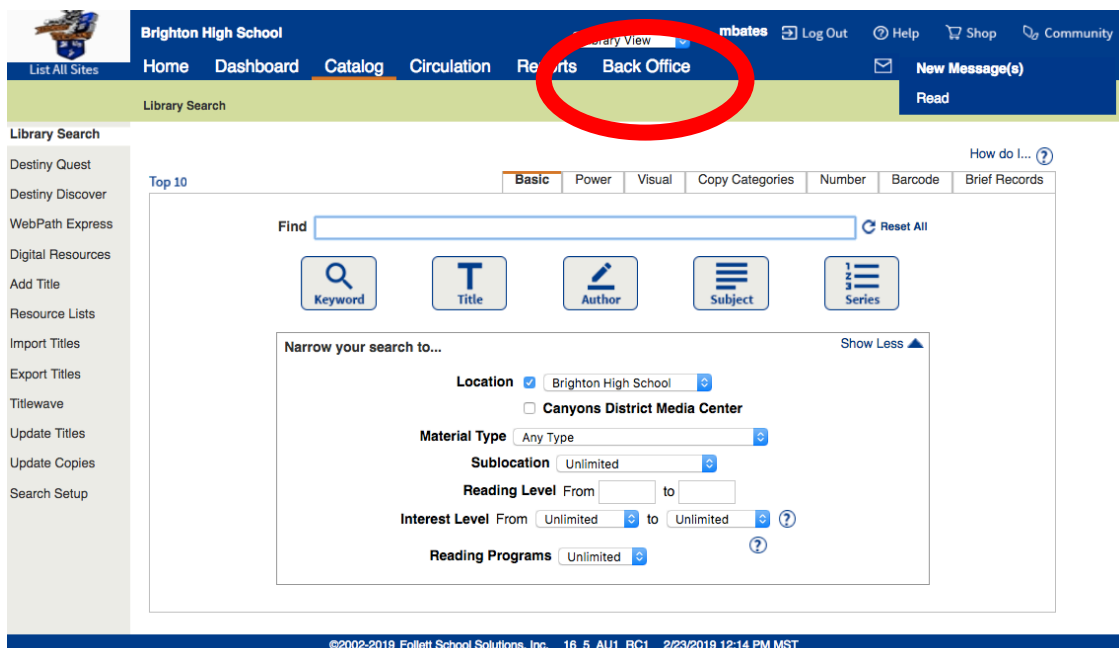 Brighton High School
View
mbates
Log Out
Help
Shop
Community
List All Sites
Home Dashboard Catalog Circulation Back Office
New Message(s)
Read
Library Search
Library Search
Destiny Quest
Destiny Discover
WebPath Express
Digital Resources
Add Title
Resource Lists
Import Titles
Export Titles
Titlewave
Update Titles
Update Copies
Search Setup
How do I... ?
Top 10
Basic Power Visual Copy Categories Number Barcode Brief Records
Find
Reset All
Keyword Title Author Subject Series
Narrow your search to...
Show Less
Location Brighton High School
Canyons District Media Center
Material Type Any Type
Sublocation Unlimited
Reading Level From to
Interest Level From Unlimited to Unlimited ?
Reading Programs Unlimited ?
©2002-2019 Follett School Solutions, Inc. 16_5_AU1_RC1 2/23/2019 12:14 PM MST